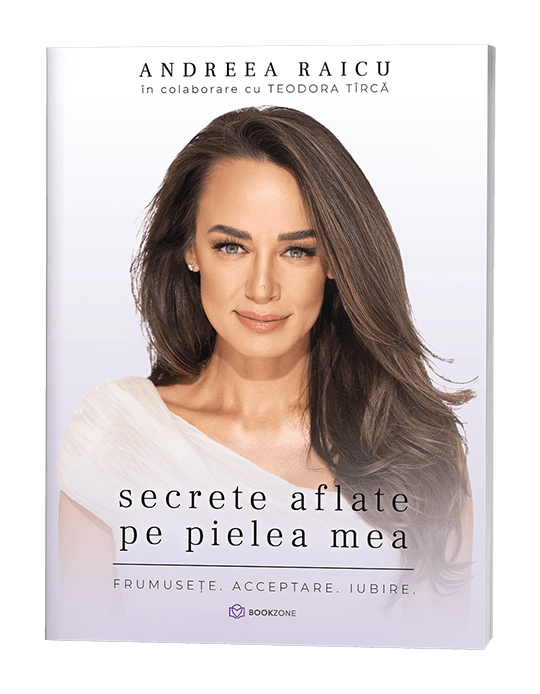 ANDREEA RAICU
în colaborare cu TEODORA TÎRCĂ
secrete aflate
pe pielea mea
FRUMUSEȚE. ACCEPTARE. IUBIRE.
BOOKZONE